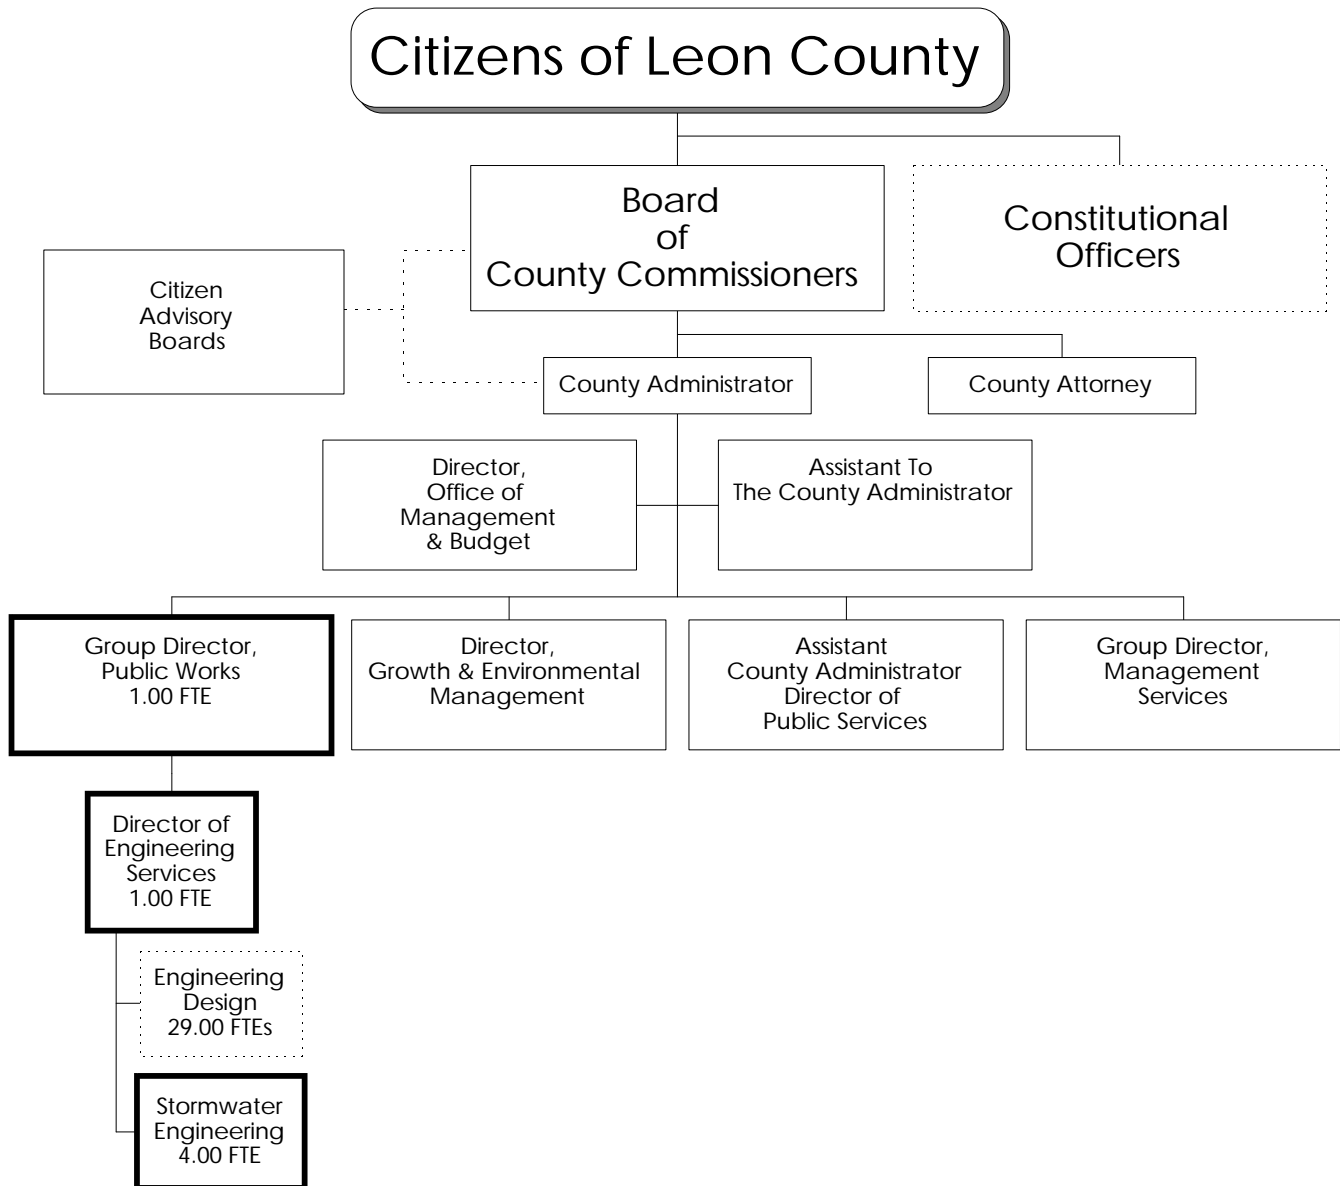 Citizens of Leon County
Board
of
County Commissioners
Constitutional
Officers
Citizen
Advisory
Boards
County Administrator
County Attorney
Director,
Office of
Management
& Budget
Assistant To
The County Administrator
Group Director,
Public Works
1.00 FTE
Director,
Growth & Environmental
Management
Assistant
County Administrator
Director of
Public Services
Group Director,
Management
Services
Director of
Engineering
Services
1.00 FTE
Engineering
Design
29.00 FTEs
Stormwater
Engineering
4.00 FTE